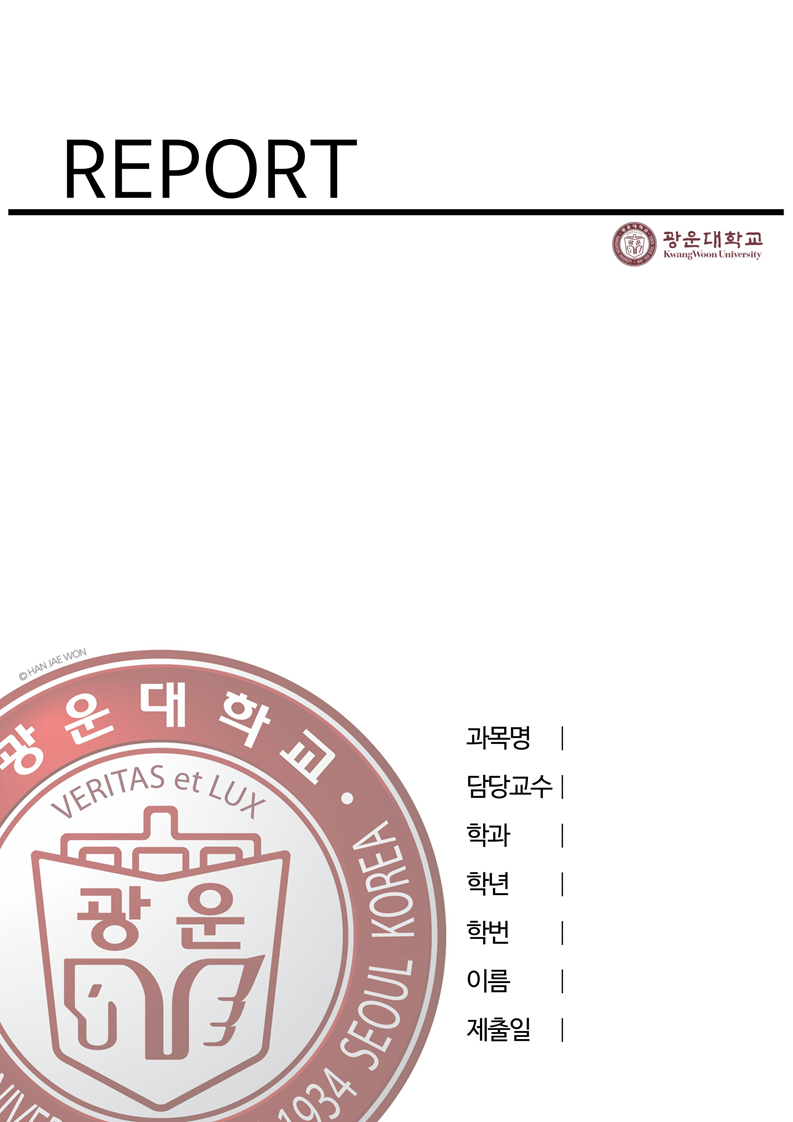 REPORT
광운대학교
KwangWoon University
© HAN JAE WON
광운대학교
VERITAS et LUX
광운
1934 SEOUL KOREA
과목명 |
담당교수 |
학과 |
학년 |
학번 |
이름 |
제출일 |